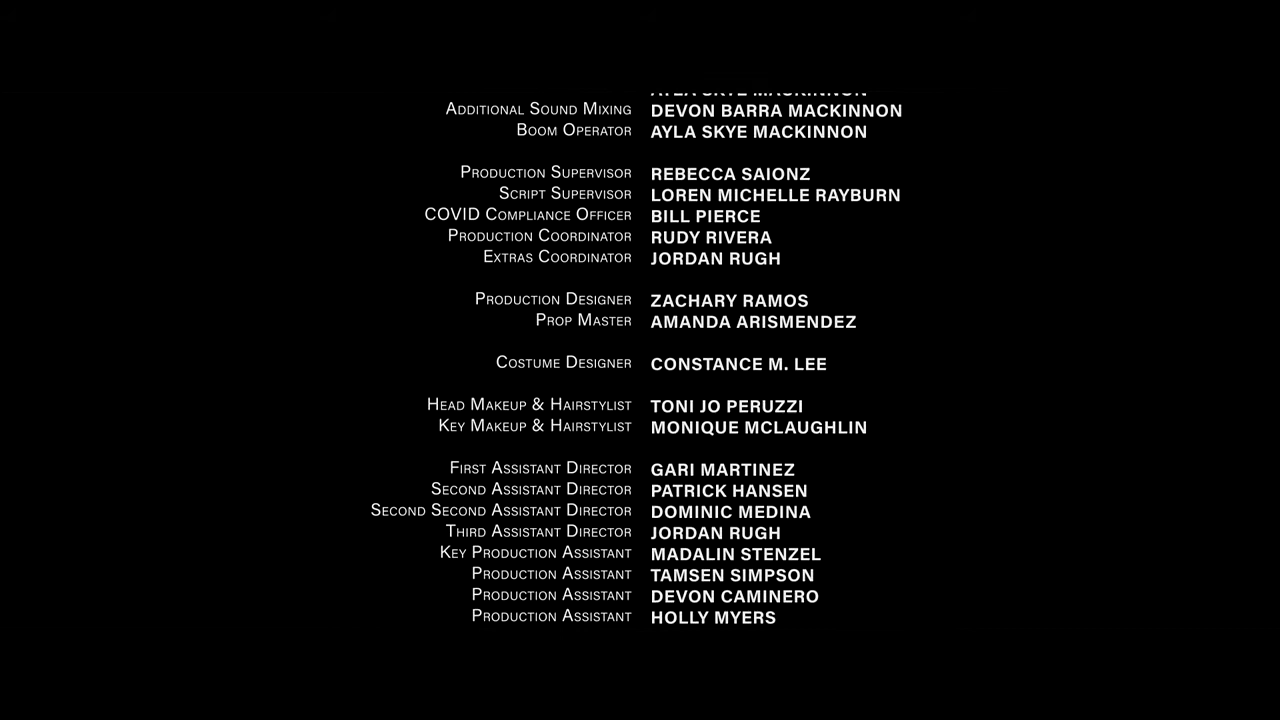 AYLA SKYE MACKINNON
Additional Sound Mixing DEVON BARRA MACKINNON
Boom Operator AYLA SKYE MACKINNON
Production Supervisor REBECCA SAIONZ
Script Supervisor LOREN MICHELLE RAYBURN
COVID Compliance Officer BILL PIERCE
Production Coordinator RUDY RIVERA
Extras Coordinator JORDAN RUGH
Production Designer ZACHARY RAMOS
Prop Master AMANDA ARISMENDEZ
Costume Designer CONSTANCE M. LEE
Head Makeup & Hairstylist TONI JO PERUZZI
Key Makeup & Hairstylist MONIQUE MCLAUGHLIN
First Assistant Director GARI MARTINEZ
Second Assistant Director PATRICK HANSEN
Second Second Assistant Director DOMINIC MEDINA
Third Assistant Director JORDAN RUGH
Key Production Assistant MADALIN STENZEL
Production Assistant TAMSEN SIMPSON
Production Assistant DEVON CAMINERO
Production Assistant HOLLY MYERS